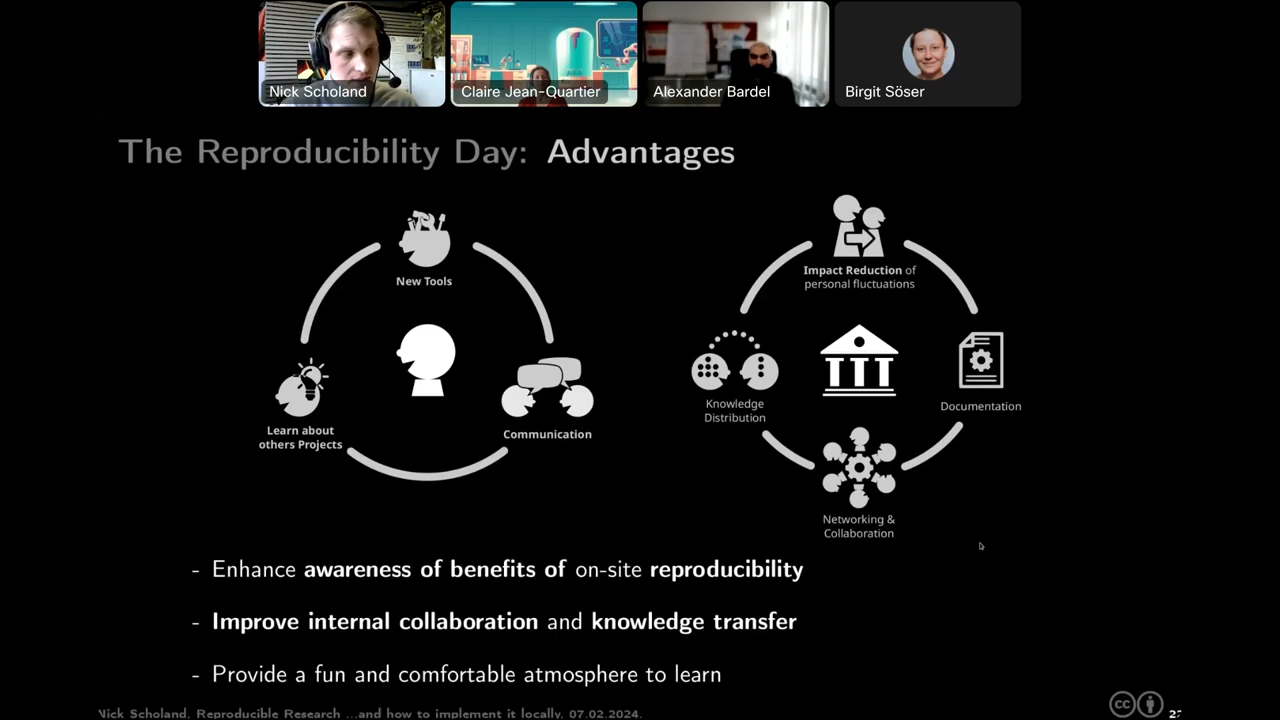 Nick Scholand
Claire Jean-Quartier
Alexander Bardel
Birgit Söser
The Reproducibility Day: Advantages
New Tools
Learn about
others Projects
Communication
Impact Reduction of
personal fluctuations
Knowledge
Distribution
Documentation
Networking &
Collaboration
- Enhance awareness of benefits of on-site reproducibility
- Improve internal collaboration and knowledge transfer
- Provide a fun and comfortable atmosphere to learn
Nick Scholand, Reproducible Research ...and how to implement it locally, 07.02.2024.
cc